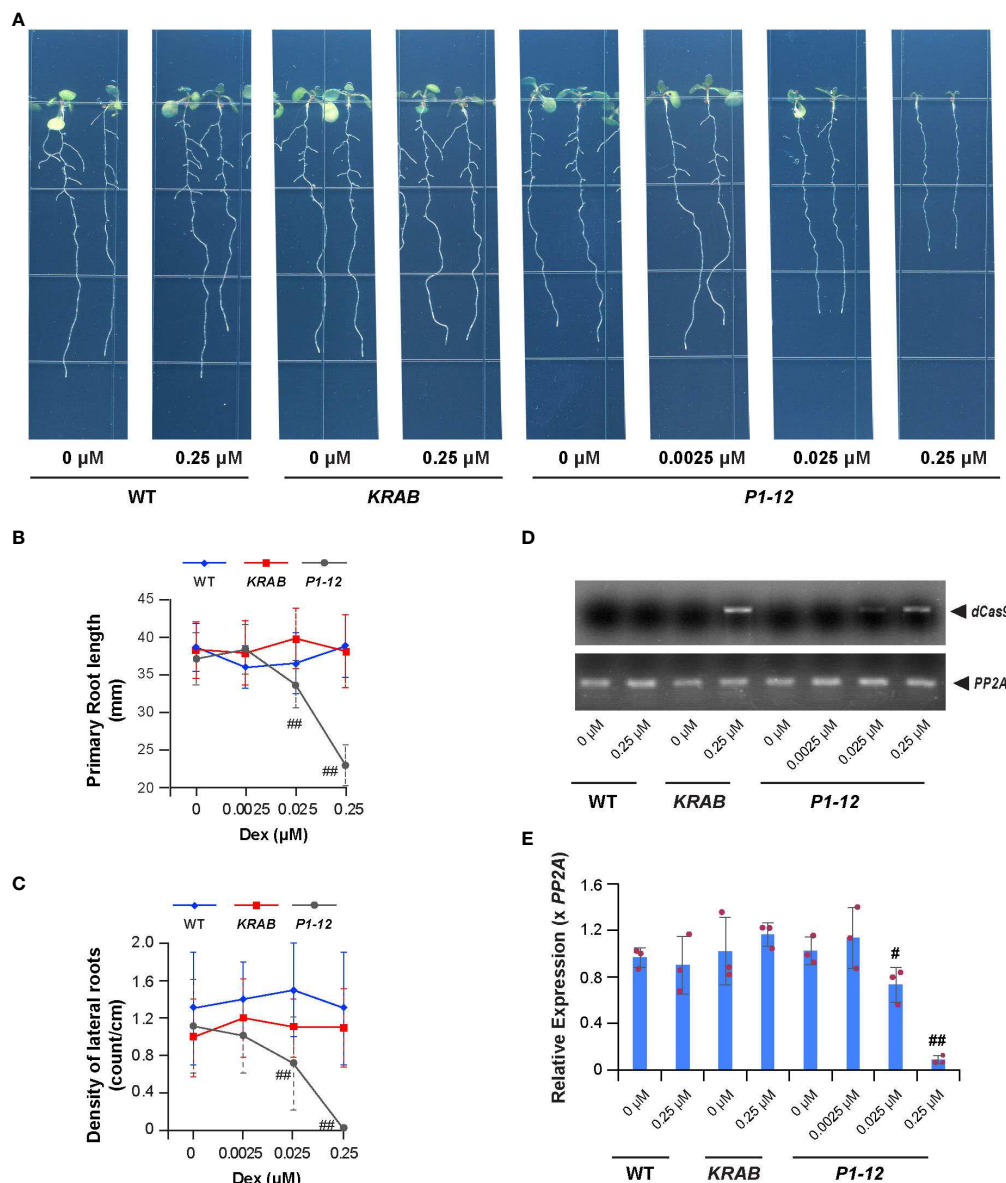 A
0 µM 0.25 µM 0 µM 0.25 µM 0 µM 0.0025 µM 0.025 µM 0.25 µM
WT KRAB P1-12
B
WT KRAB P1-12
Primary Root length
(mm)
45
40
35
30
25
20
0 0.0025 0.025 0.25
Dex (µM)
##
##
C
WT KRAB P1-12
Density of lateral roots
(count/cm)
2.0
1.6
1.2
0.8
0.4
0
0 0.0025 0.025 0.25
Dex (µM)
##
##
D
dCas9
PP2A
0 µM 0.25 µM 0 µM 0.25 µM 0 µM 0.0025 µM 0.025 µM 0.25 µM
WT KRAB P1-12
E
Relative Expression (x PP2A)
1.6
1.2
0.8
0.4
0
#
##
0 µM 0.25 µM 0 µM 0.25 µM 0 µM 0.0025 µM 0.025 µM 0.25 µM
WT KRAB P1-12